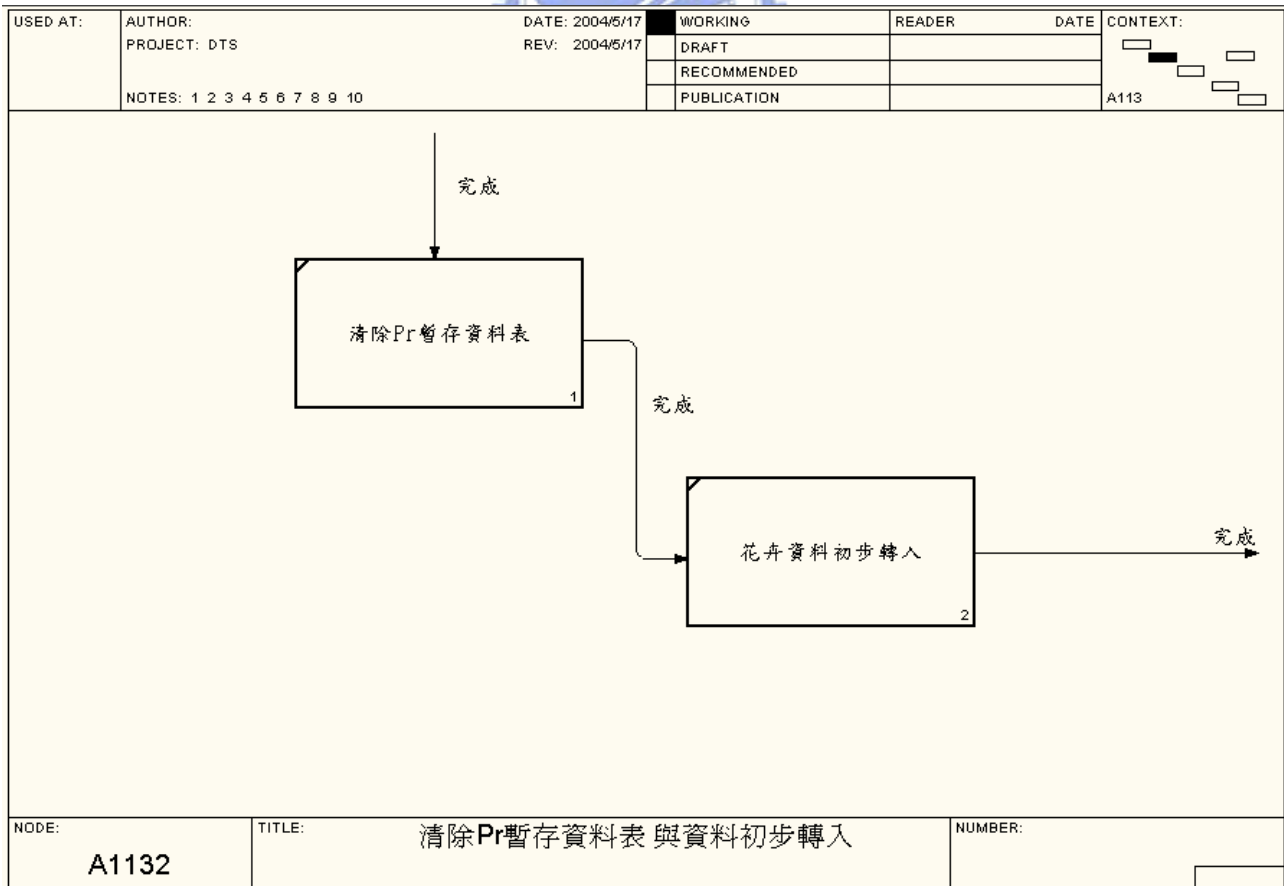 USED AT:
AUTHOR:
DATE: 2004/5/17
WORKING
READER
DATE
CONTEXT:
PROJECT: DTS
REV: 2004/5/17
DRAFT
RECOMMENDED
NOTES: 1 2 3 4 5 6 7 8 9 10
PUBLICATION
A113
完成
清除Pr暫存資料表
1
完成
花卉資料初步轉入
2
完成
NODE:
TITLE:
清除Pr暫存資料表 與資料初步轉入
NUMBER:
A1132